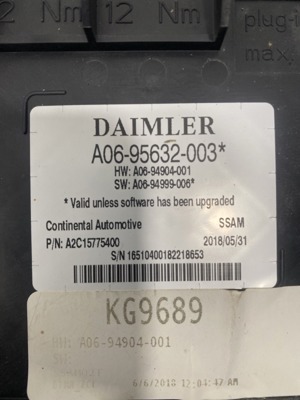 2 Nm 12 Nm plug-i
max.
DAIMLER
A06-95632-003*
HW: A06-94904-001
SW: A06-94999-006*
* Valid unless software has been upgraded
Continental Automotive SSAM
P/N: A2C15775400 2018/05/31
S/N 16510400182218653
KG9689
HW: A06-94904-001
SW:
6/6/2018 12:04:47 AM